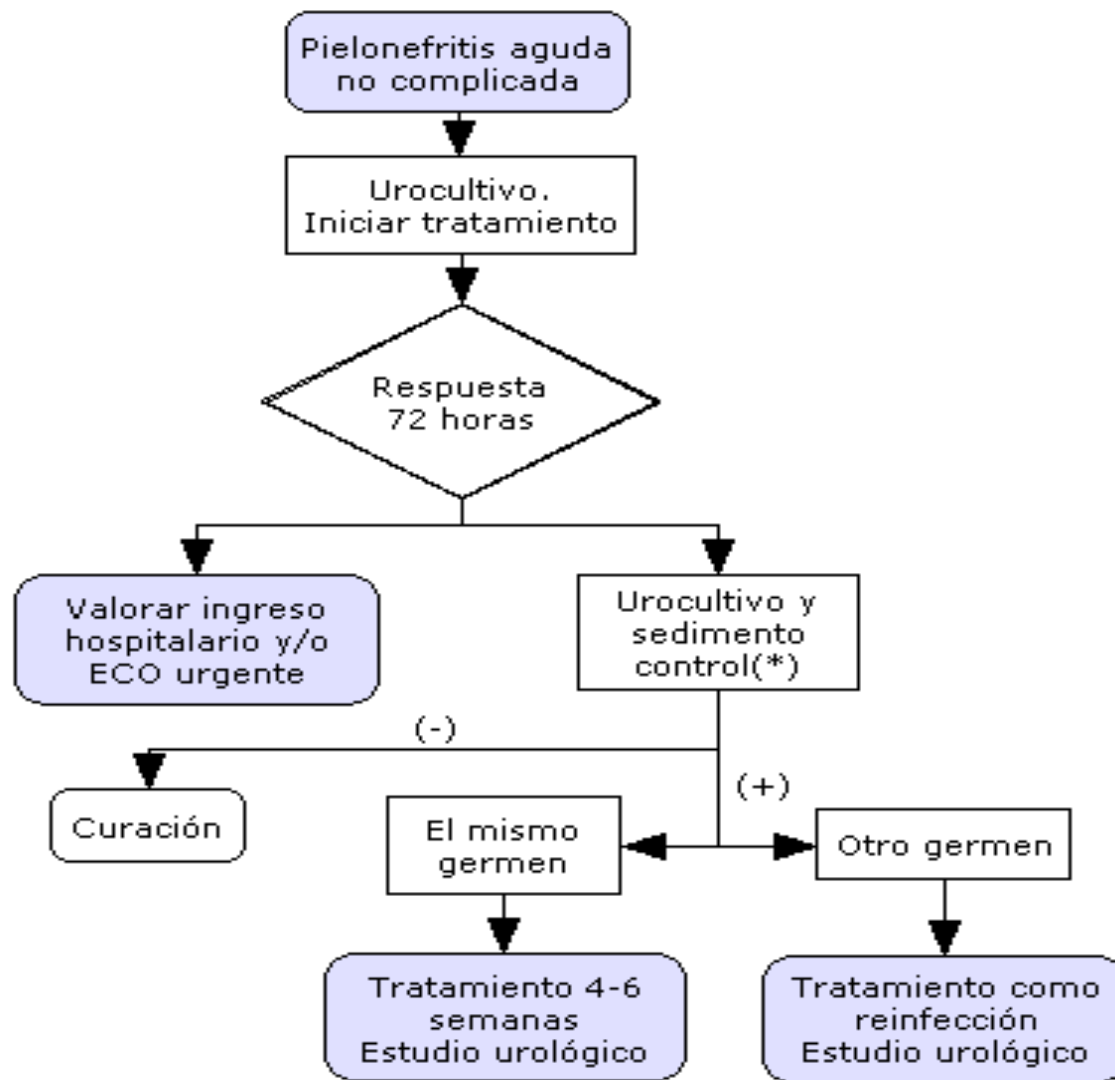 Pielonefritis aguda
no complicada
Urocultivo.
Iniciar tratamiento
Respuesta
72 horas
Valorar ingreso
hospitalario y/o
ECO urgente
Urocultivo y
sedimento
control(*)
(-)
(+)
Curación
El mismo
germen
Otro germen
Tratamiento 4-6
semanas
Estudio urológico
Tratamiento como
reinfección
Estudio urológico